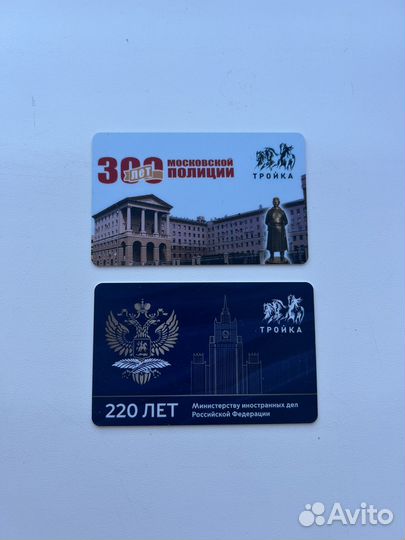 300 лет
МОСКОВСКОЙ
ПОЛИЦИИ
ТРОЙКА
ТРОЙКА
220 ЛЕТ
Министерству иностранных дел
Российской Федерации
Avito